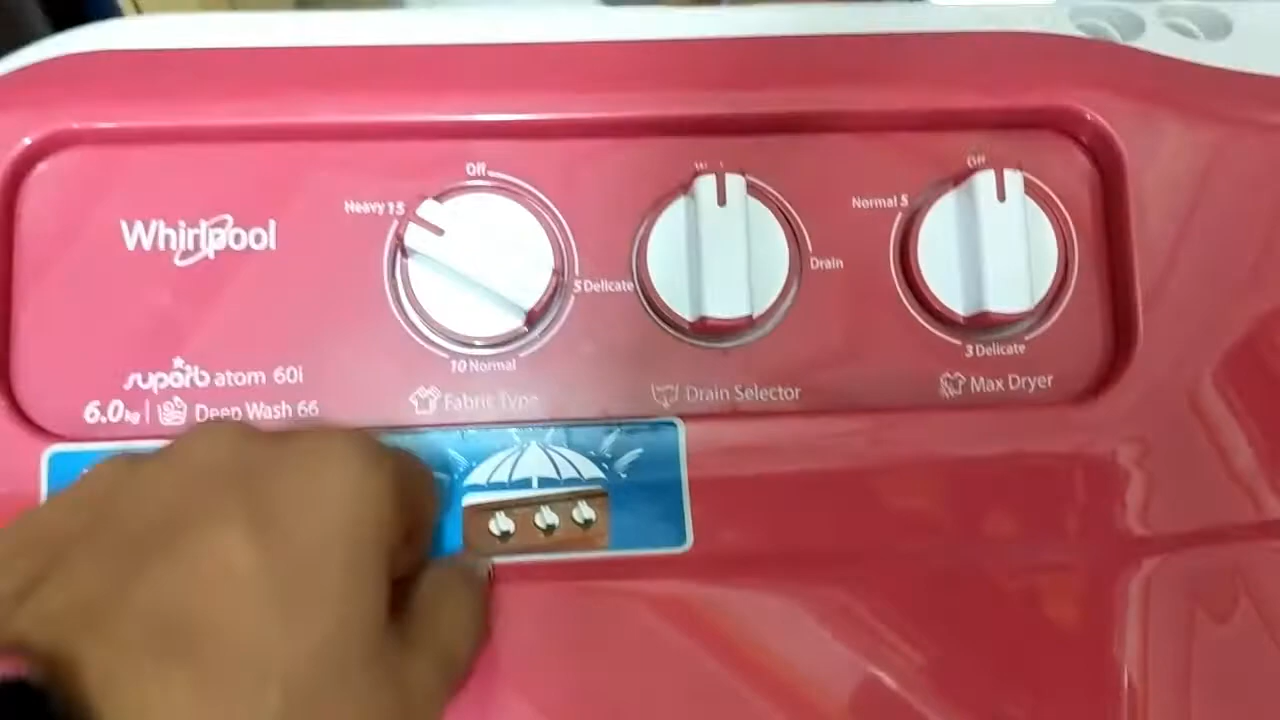 Off
Heavy 15
5 Delicate
10 Normal
Fabric Type
Drain
Drain Selector
Off
Normal 5
3 Delicate
Max Dryer
Whirlpool
superb atom 60i
6.0kg | Deep Wash 66